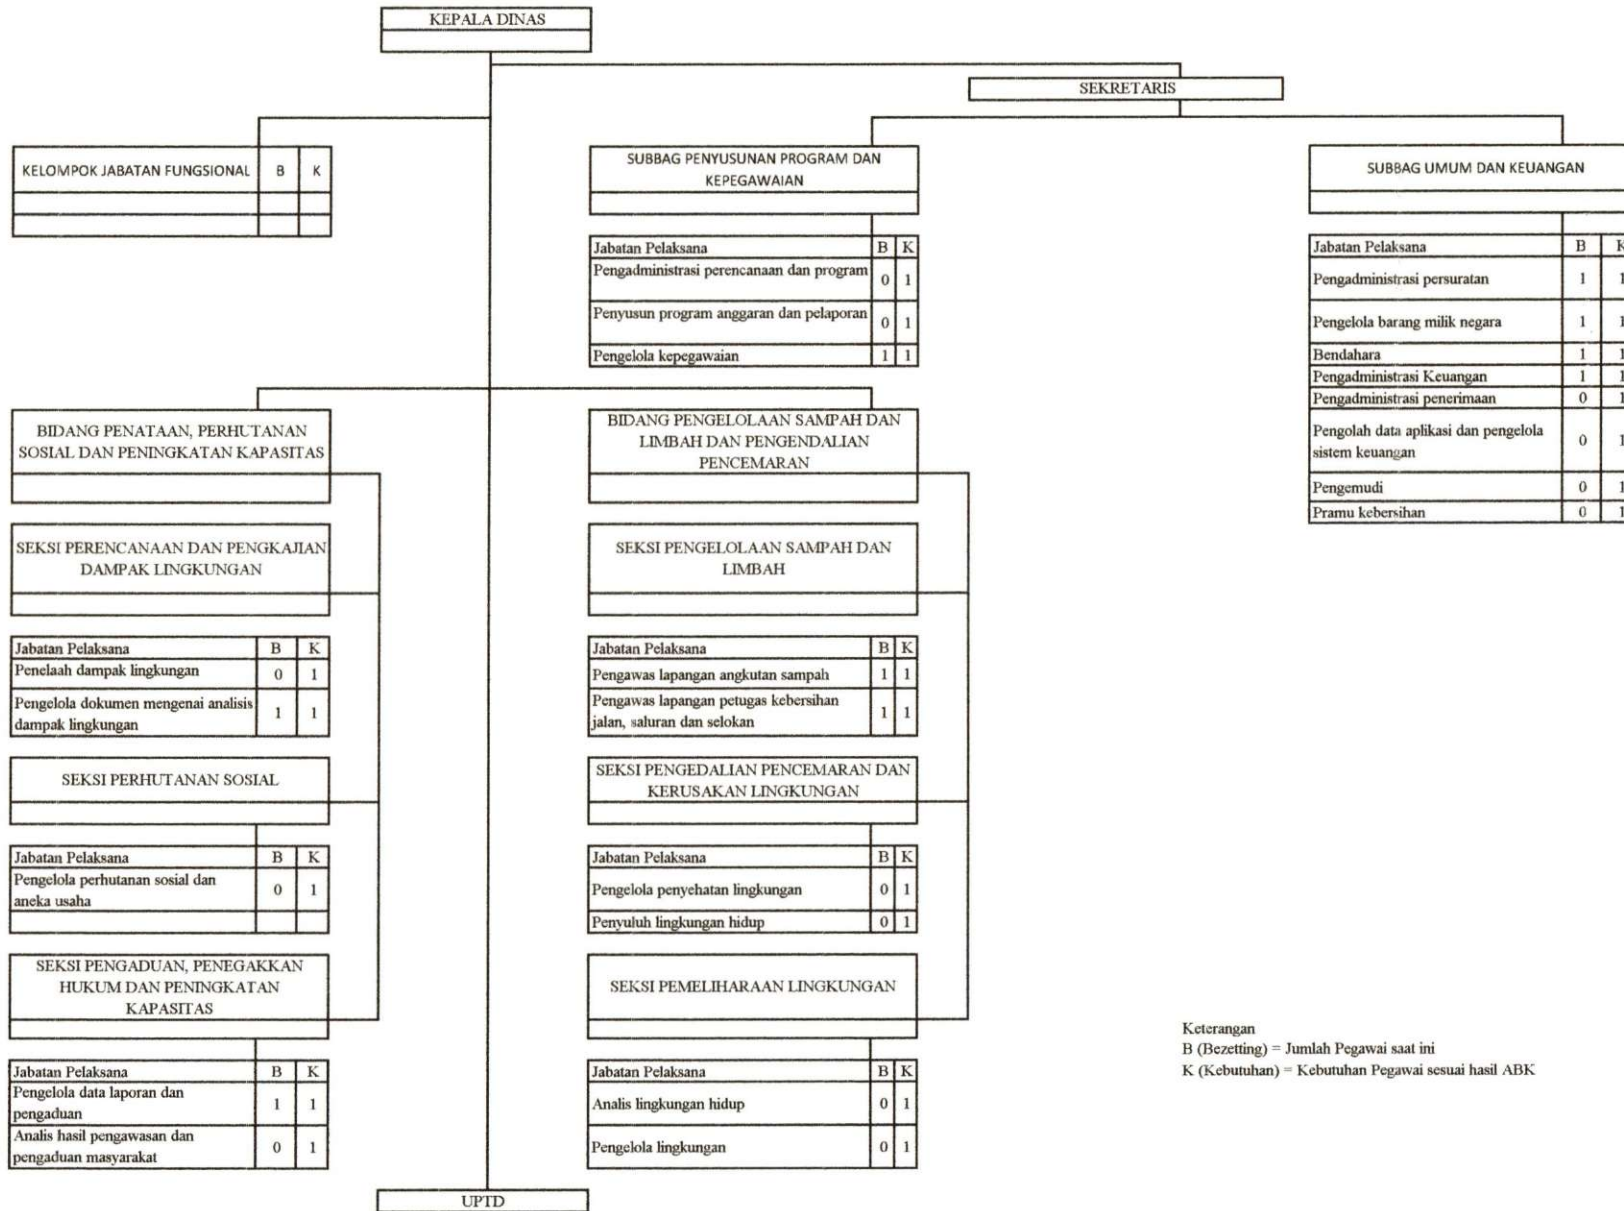 KEPALA DINAS
SEKRETARIS
KELOMPOK JABATAN FUNGSIONAL B K
SUBBAG PENYUSUNAN PROGRAM DAN
KEPEGAWAIAN
Jabatan Pelaksana B K
Pengadministrasi perencanaan dan program 0 1
Penyusun program anggaran dan pelaporan 0 1
Pengelola kepegawaian 1 1
SUBBAG UMUM DAN KEUANGAN
Jabatan Pelaksana B K
Pengadministrasi persuratan 1 1
Pengelola barang milik negara 1 1
Bendahara 1 1
Pengadministrasi Keuangan 1 1
Pengadministrasi penerimaan 0 1
Pengolah data aplikasi dan pengelola
sistem keuangan 0 1
Pengemudi 0 1
Pramu kebersihan 0 1
BIDANG PENATAAN, PERHUTANAN
SOSIAL DAN PENINGKATAN KAPASITAS
SEKSI PERENCANAAN DAN PENGKAJIAN
DAMPAK LINGKUNGAN
Jabatan Pelaksana B K
Penelaah dampak lingkungan 0 1
Pengelola dokumen mengenai analisis
dampak lingkungan 1 1
SEKSI PERHUTANAN SOSIAL
Jabatan Pelaksana B K
Pengelola perhutanan sosial dan
aneka usaha 0 1
SEKSI PENGADUAN, PENEGAKKAN
HUKUM DAN PENINGKATAN
KAPASITAS
Jabatan Pelaksana B K
Pengelola data laporan dan
pengaduan 1 1
Analis hasil pengawasan dan
pengaduan masyarakat 0 1
BIDANG PENGELOLAAN SAMPAH DAN
LIMBAH DAN PENGENDALIAN
PENCEMARAN
SEKSI PENGELOLAAN SAMPAH DAN
LIMBAH
Jabatan Pelaksana B K
Pengawas lapangan angkutan sampah 1 1
Pengawas lapangan petugas kebersihan
jalan, saluran dan selokan 1 1
SEKSI PENGEDALIAN PENCEMARAN DAN
KERUSAKAN LINGKUNGAN
Jabatan Pelaksana B K
Pengelola penyehatan lingkungan 0 1
Penyuluh lingkungan hidup 0 1
SEKSI PEMELIHARAAN LINGKUNGAN
Jabatan Pelaksana B K
Analis lingkungan hidup 0 1
Pengelola lingkungan 0 1
Keterangan
B (Bezetting) = Jumlah Pegawai saat ini
K (Kebutuhan) = Kebutuhan Pegawai sesuai hasil ABK
UPTD